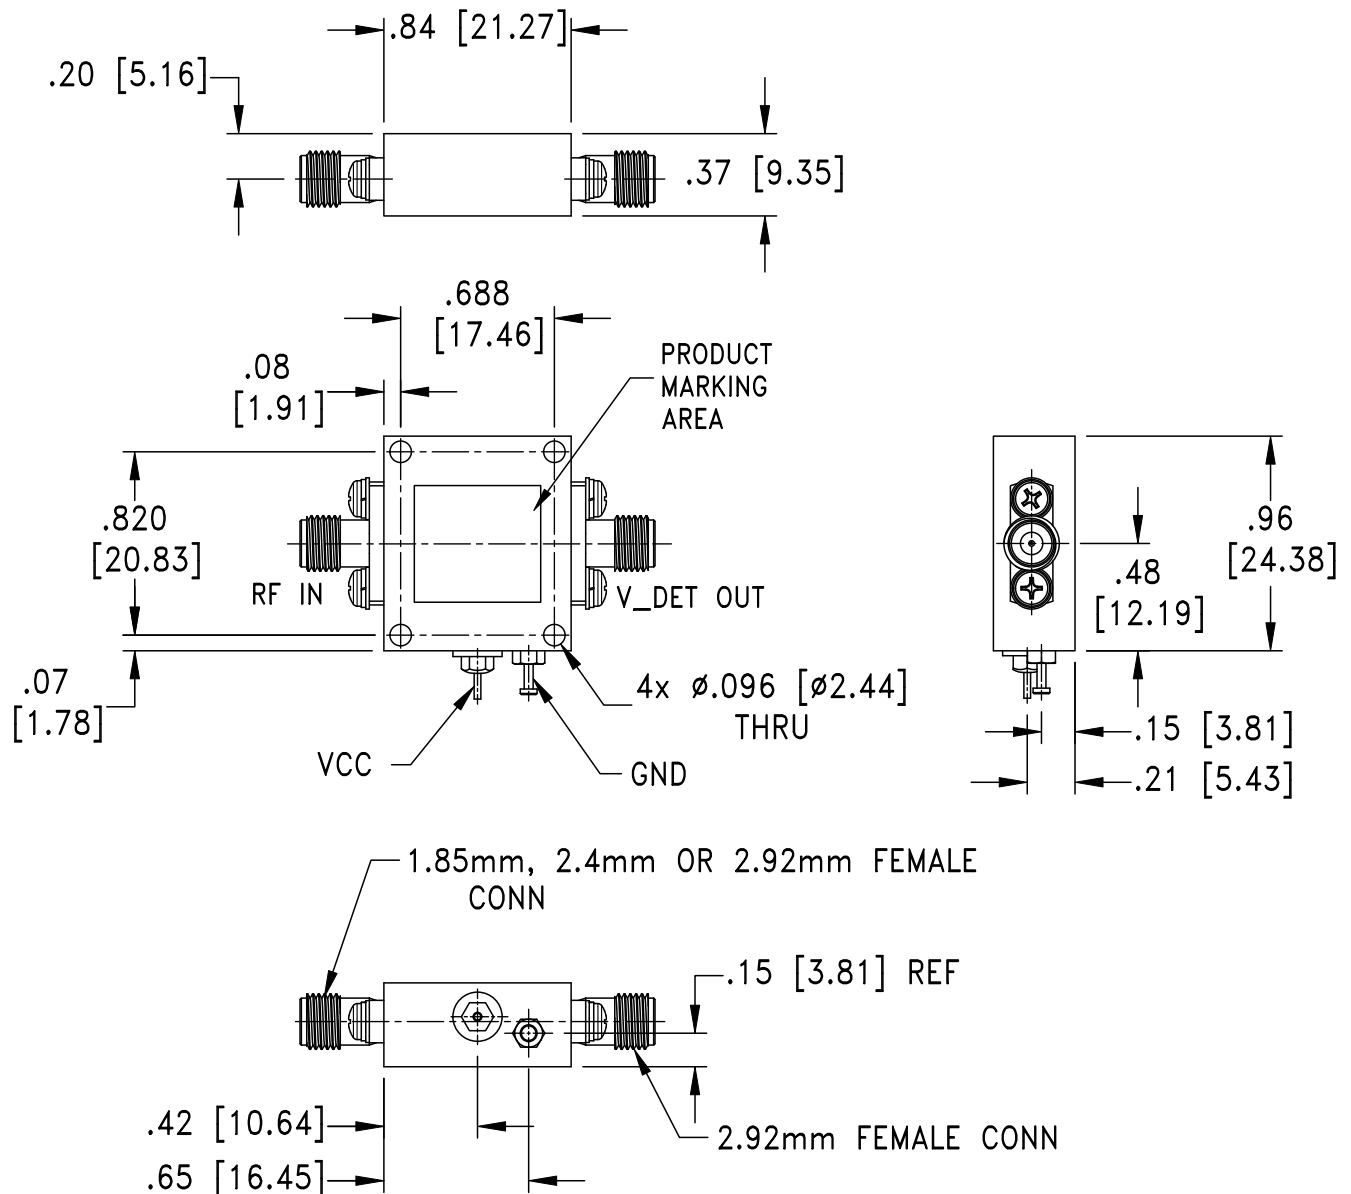 .84 [21.27]
.20 [5.16]
.37 [9.35]
.688
[17.46]
PRODUCT
MARKING
AREA
.08
[1.91]
.820
[20.83]
RF IN
V_DET OUT
.96
[24.38]
.48
[12.19]
.07
[1.78]
4x ø.096 [ø2.44]
THRU
VCC
GND
.15 [3.81]
.21 [5.43]
1.85mm, 2.4mm OR 2.92mm FEMALE
CONN
.15 [3.81] REF
.42 [10.64]
2.92mm FEMALE CONN
.65 [16.45]